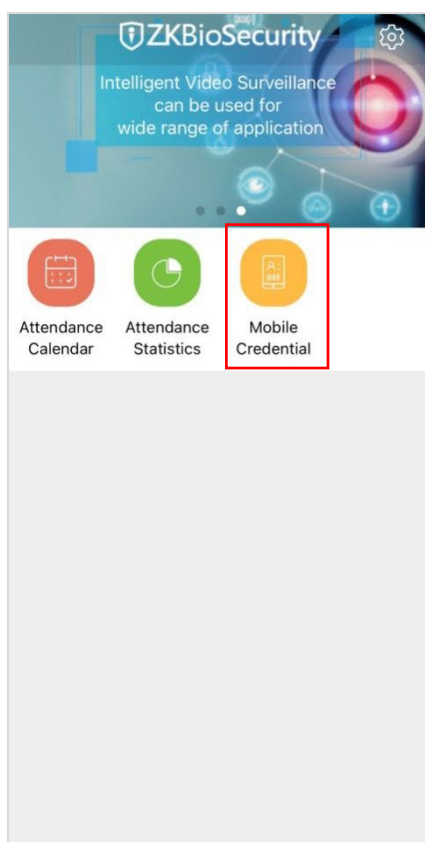 ZKBioSecurity
Intelligent Video Surveillance
can be used for
wide range of application
Attendance
Calendar
Attendance
Statistics
Mobile
Credential